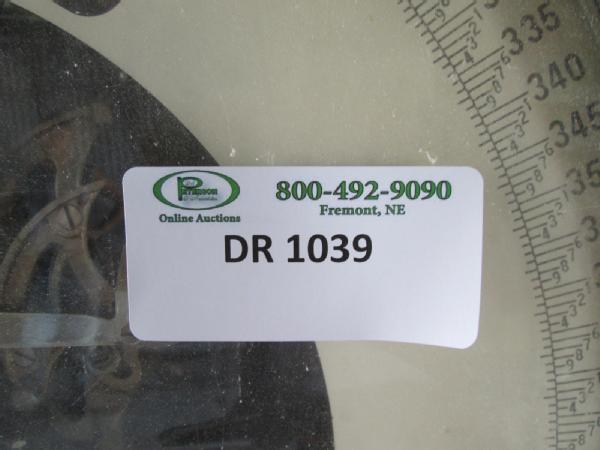 PETERSON
800-492-9090
Online Auctions
Fremont, NE
DR 1039
335
340
345